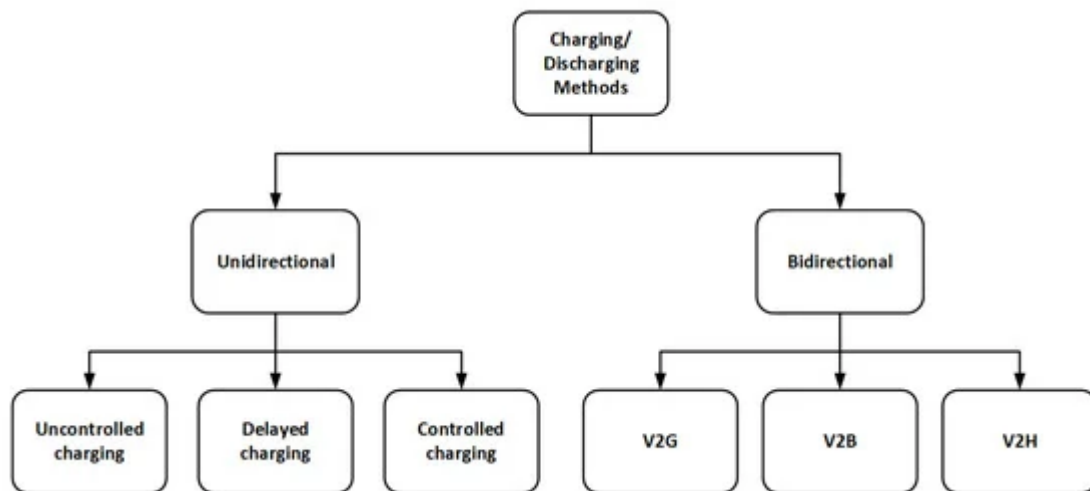 Charging/
Discharging
Methods
Unidirectional
Bidirectional
Uncontrolled
charging
Delayed
charging
Controlled
charging
V2G
V2B
V2H